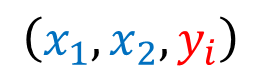 (x₁, x₂, yᵢ)